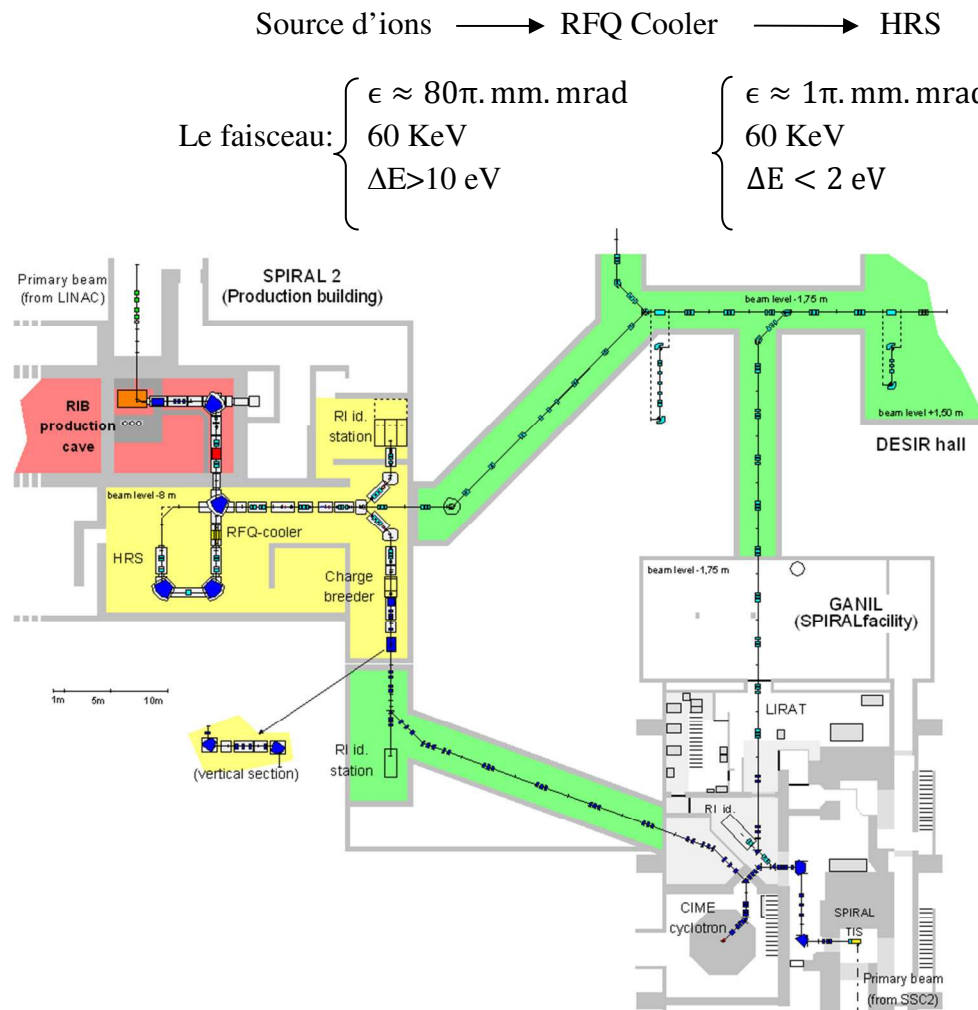 Source d'ions → RFQ Cooler → HRS
ϵ ≈ 80π. mm. mrad
ϵ ≈ 1π. mm. mrad
Le faisceau:
60 KeV
60 KeV
ΔE>10 eV
ΔE < 2 eV
Primary beam
(from LINAC)
SPIRAL 2
(Production building)
beam level -1,75 m
RIB
production
cave
RI id.
station
beam level +1,50 m
DESIR hall
beam level -8 m
RFQ-cooler
HRS
Charge
breeder
beam level -1,75 m
GANIL
(SPIRAL facility)
1m 5m 10m
LIRAT
(vertical section)
RI id.
station
RI id.
CIME
cyclotron
SPIRAL
TIS
Primary beam
(from SSC2)